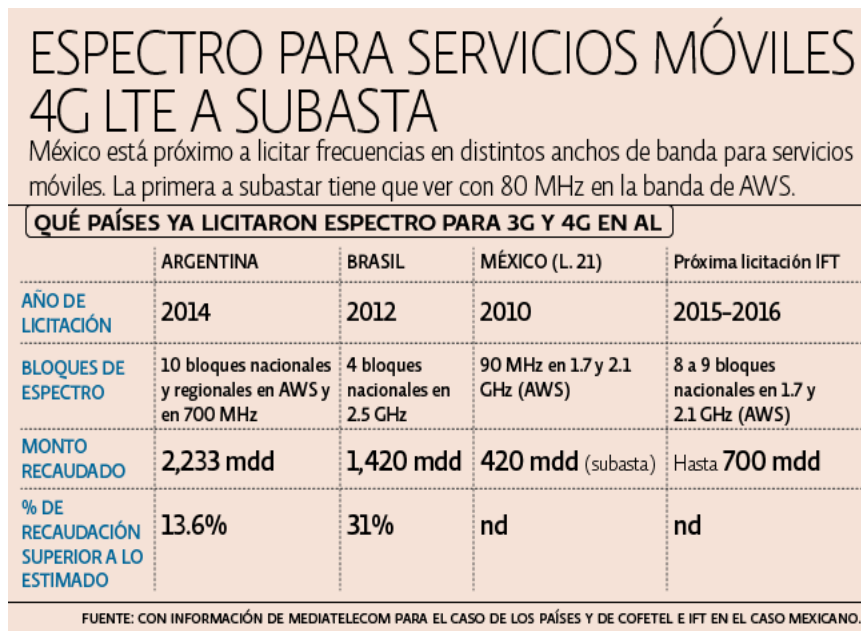 ESPECTRO PARA SERVICIOS MÓVILES
4G LTE A SUBASTA
México está próximo a licitar frecuencias en distintos anchos de banda para servicios
móviles. La primera a subastar tiene que ver con 80 MHz en la banda de AWS.
QUÉ PAÍSES YA LICITARON ESPECTRO PARA 3G Y 4G EN AL
ARGENTINA BRASIL MÉXICO (L. 21) Próxima licitación IFT
AÑO DE
LICITACIÓN
2014 2012 2010 2015-2016
BLOQUES DE
ESPECTRO
10 bloques nacionales
y regionales en AWS y
en 700 MHz
4 bloques
nacionales en
2.5 GHz
90 MHz en 1.7 y 2.1
GHz (AWS)
8 a 9 bloques
nacionales en 1.7 y
2.1 GHz (AWS)
MONTO
RECAUDADO
2,233 mdd 1,420 mdd 420 mdd (subasta) Hasta 700 mdd
% DE
RECAUDACIÓN
SUPERIOR A LO
ESTIMADO
13.6% 31% nd nd
FUENTE: CON INFORMACIÓN DE MEDIATELECOM PARA EL CASO DE LOS PAÍSES Y DE COFETEL E IFT EN EL CASO MEXICANO.